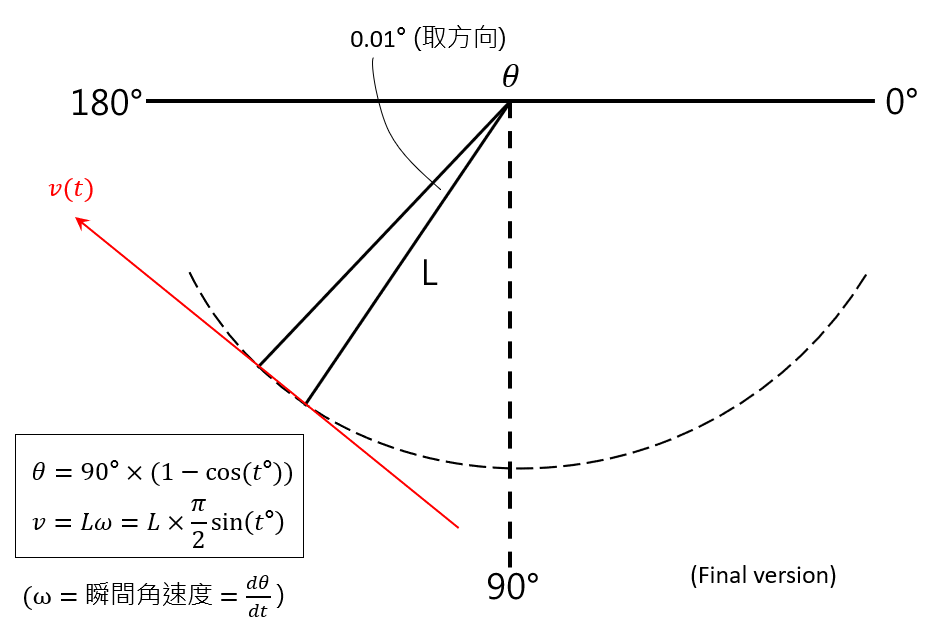 0.01° (取方向)
θ
180°
0°
v(t)
L
θ = 90° × (1 − cos(t°))
v = Lω = L × π/2 sin(t°)
(ω = 瞬間角速度 = dθ/dt)
90°
(Final version)